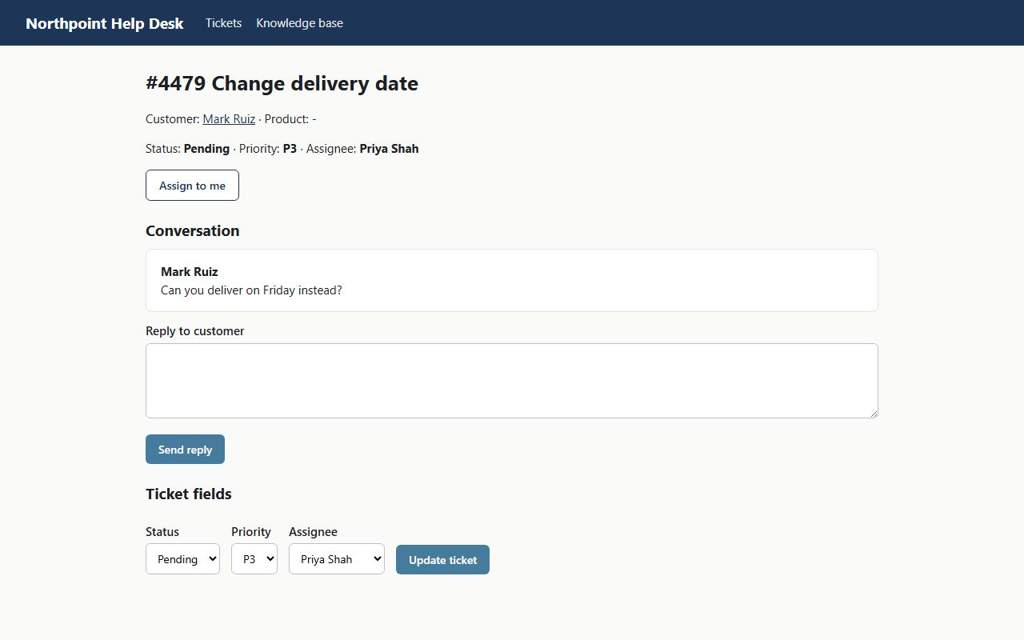 Northpoint Help Desk Tickets Knowledge base
#4479 Change delivery date
Customer: Mark Ruiz · Product: -
Status: Pending · Priority: P3 · Assignee: Priya Shah
Assign to me
Conversation
Mark Ruiz
Can you deliver on Friday instead?
Reply to customer
Send reply
Ticket fields
Status Priority Assignee
Pending P3 Priya Shah Update ticket